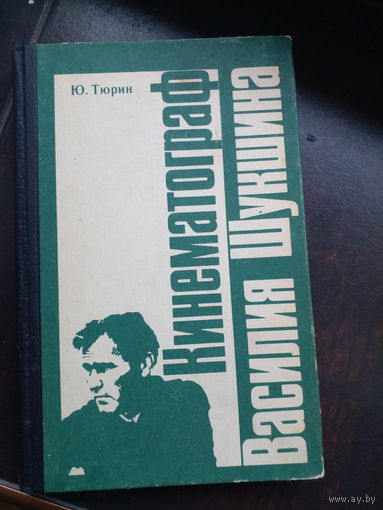 Ю. Тюрин
Кинематограф
Василия Шукшина
www.ay.by